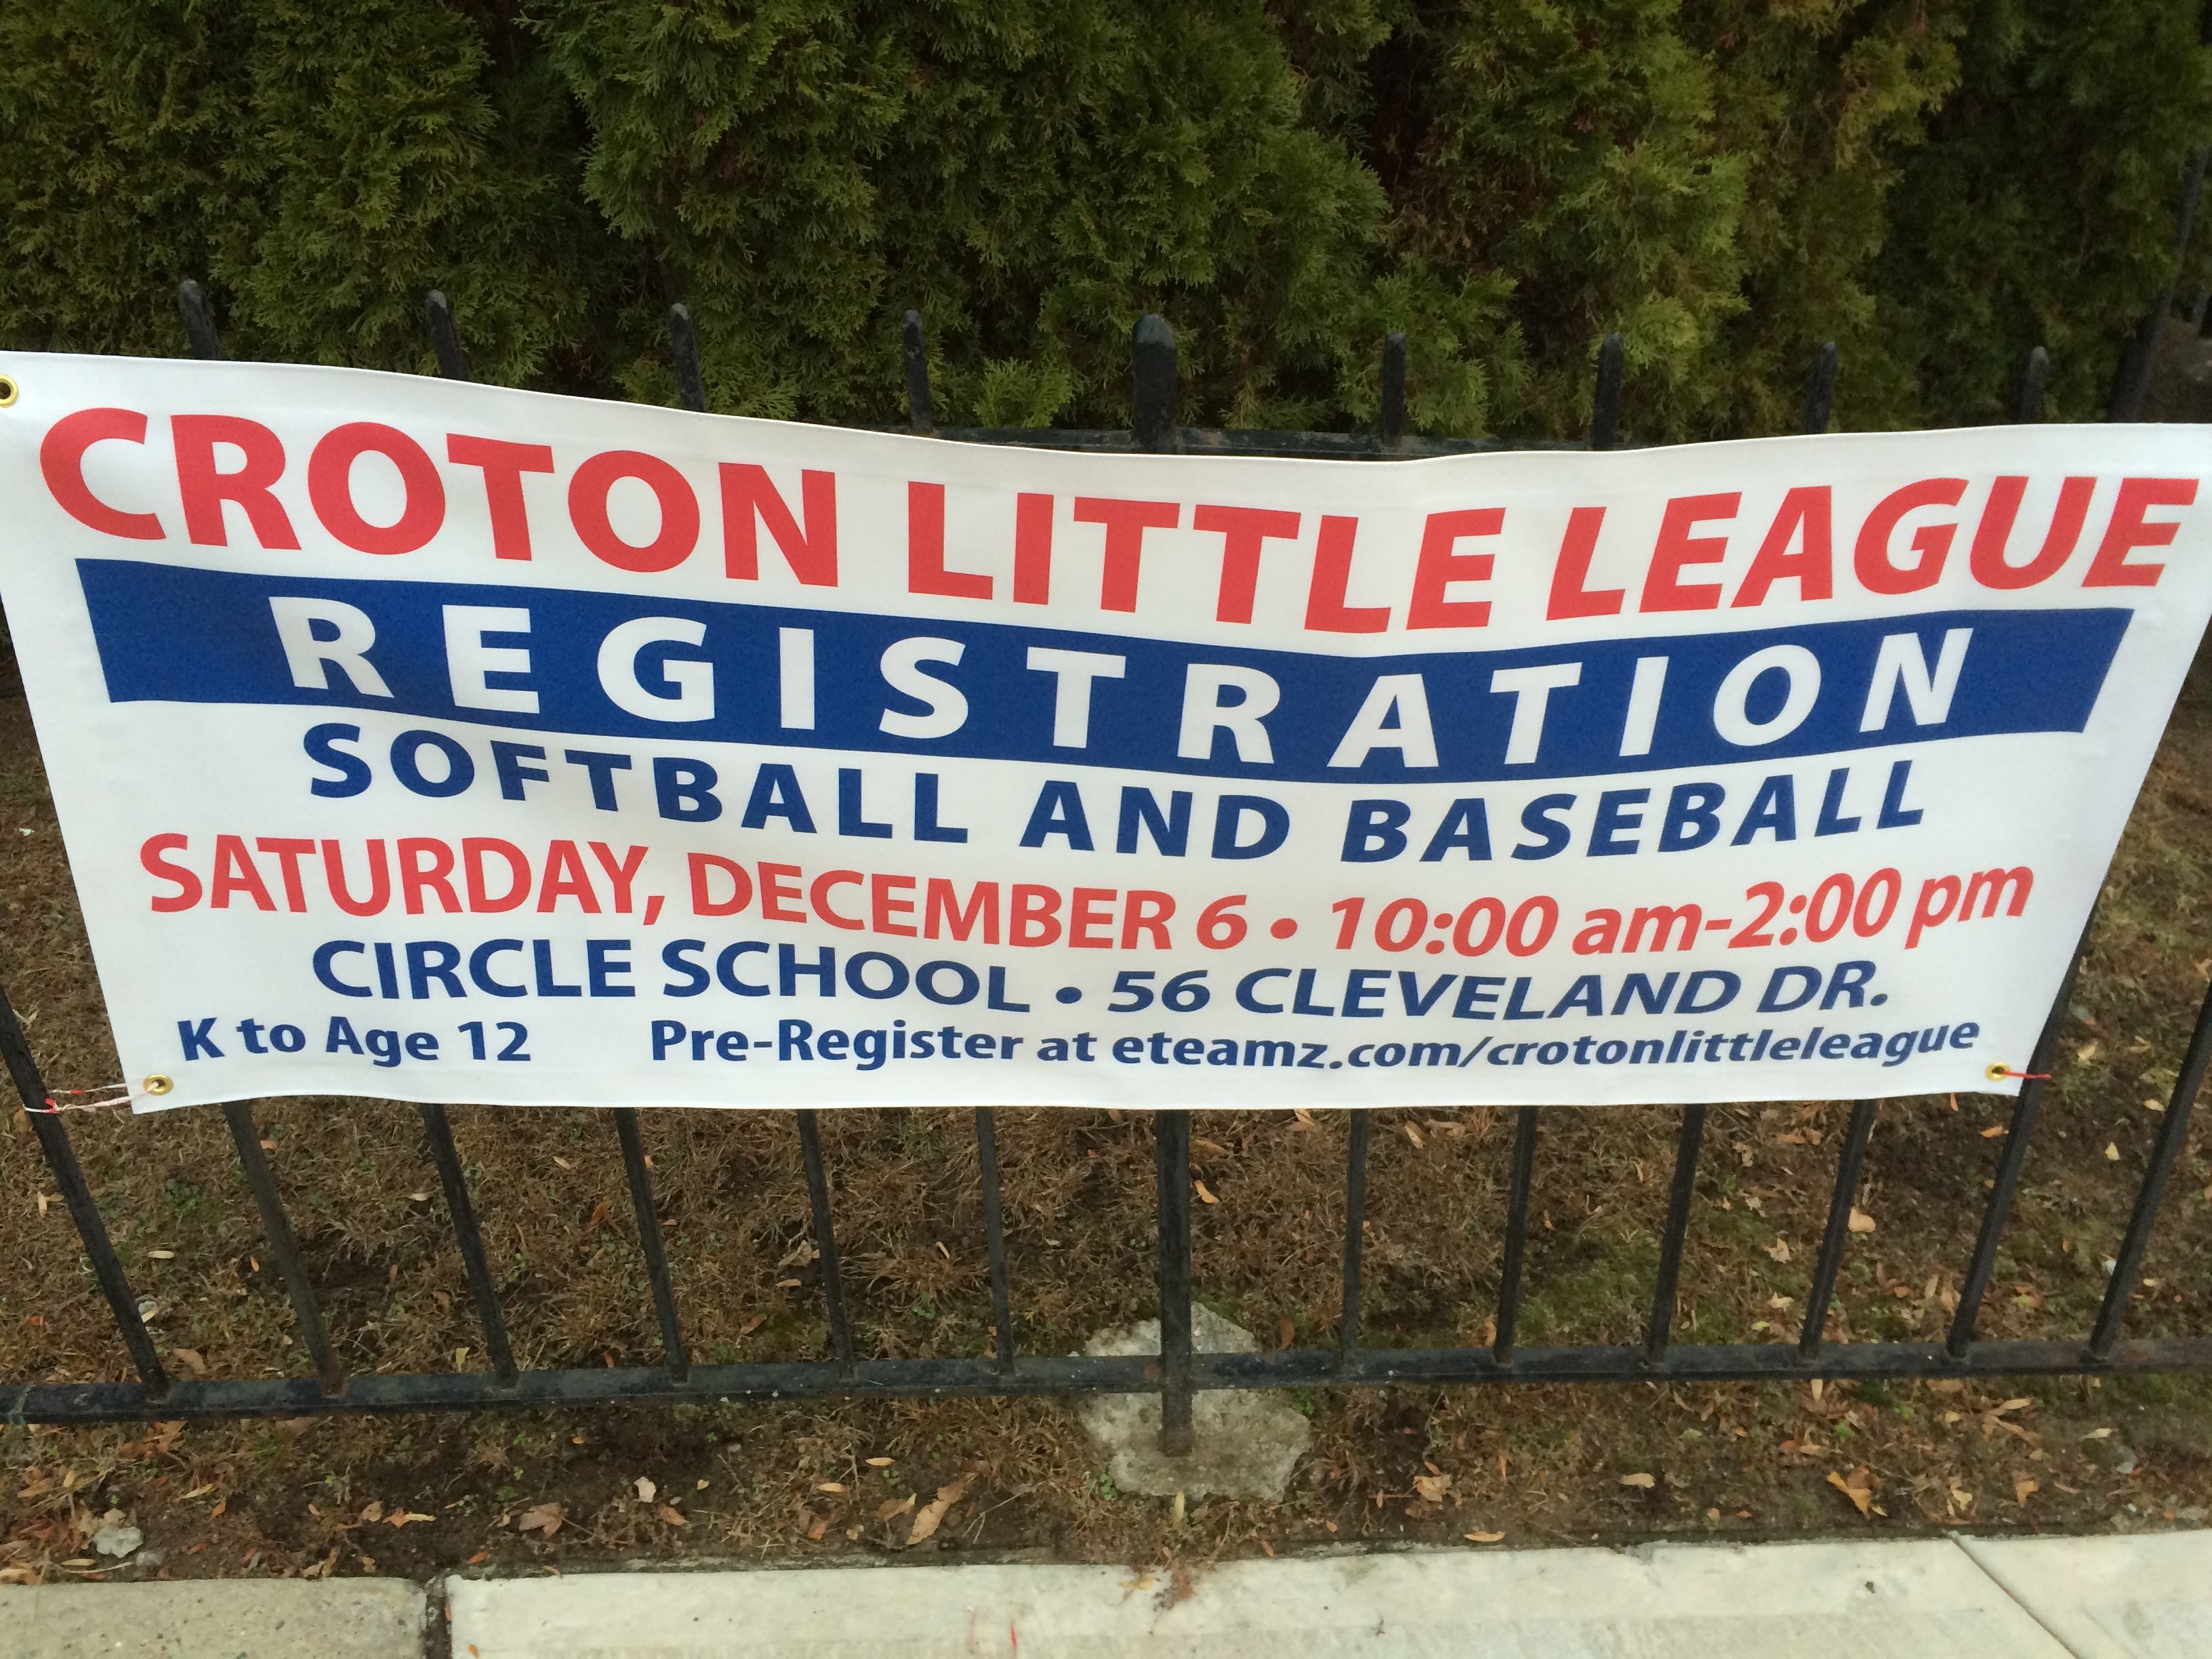 CROTON LITTLE LEAGUE
REGISTRATION
SOFTBALL AND BASEBALL
SATURDAY, DECEMBER 6 • 10:00 am-2:00 pm
CIRCLE SCHOOL • 56 CLEVELAND DR.
K to Age 12 Pre-Register at eteamz.com/crotonlittleleague